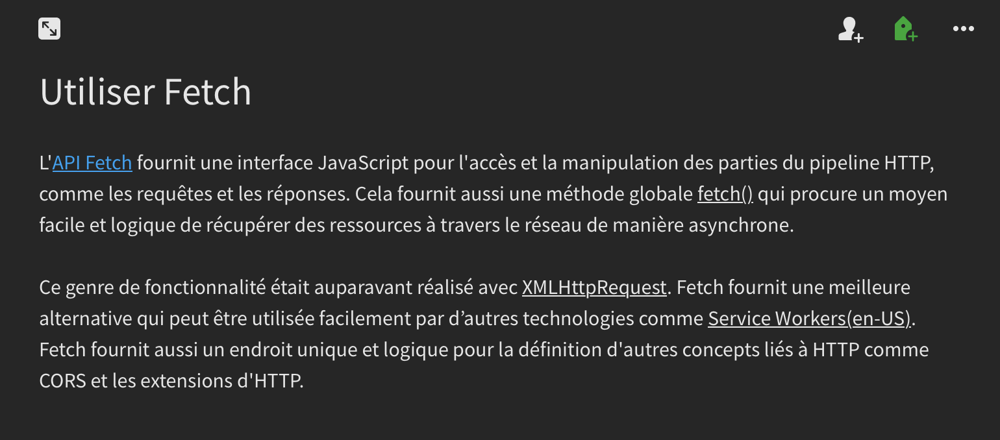 Utiliser Fetch
L'API Fetch fournit une interface JavaScript pour l'accès et la manipulation des parties du pipeline HTTP,
comme les requêtes et les réponses. Cela fournit aussi une méthode globale fetch() qui procure un moyen
facile et logique de récupérer des ressources à travers le réseau de manière asynchrone.
Ce genre de fonctionnalité était auparavant réalisé avec XMLHttpRequest. Fetch fournit une meilleure
alternative qui peut être utilisée facilement par d’autres technologies comme Service Workers(en-US).
Fetch fournit aussi un endroit unique et logique pour la définition d'autres concepts liés à HTTP comme
CORS et les extensions d'HTTP.